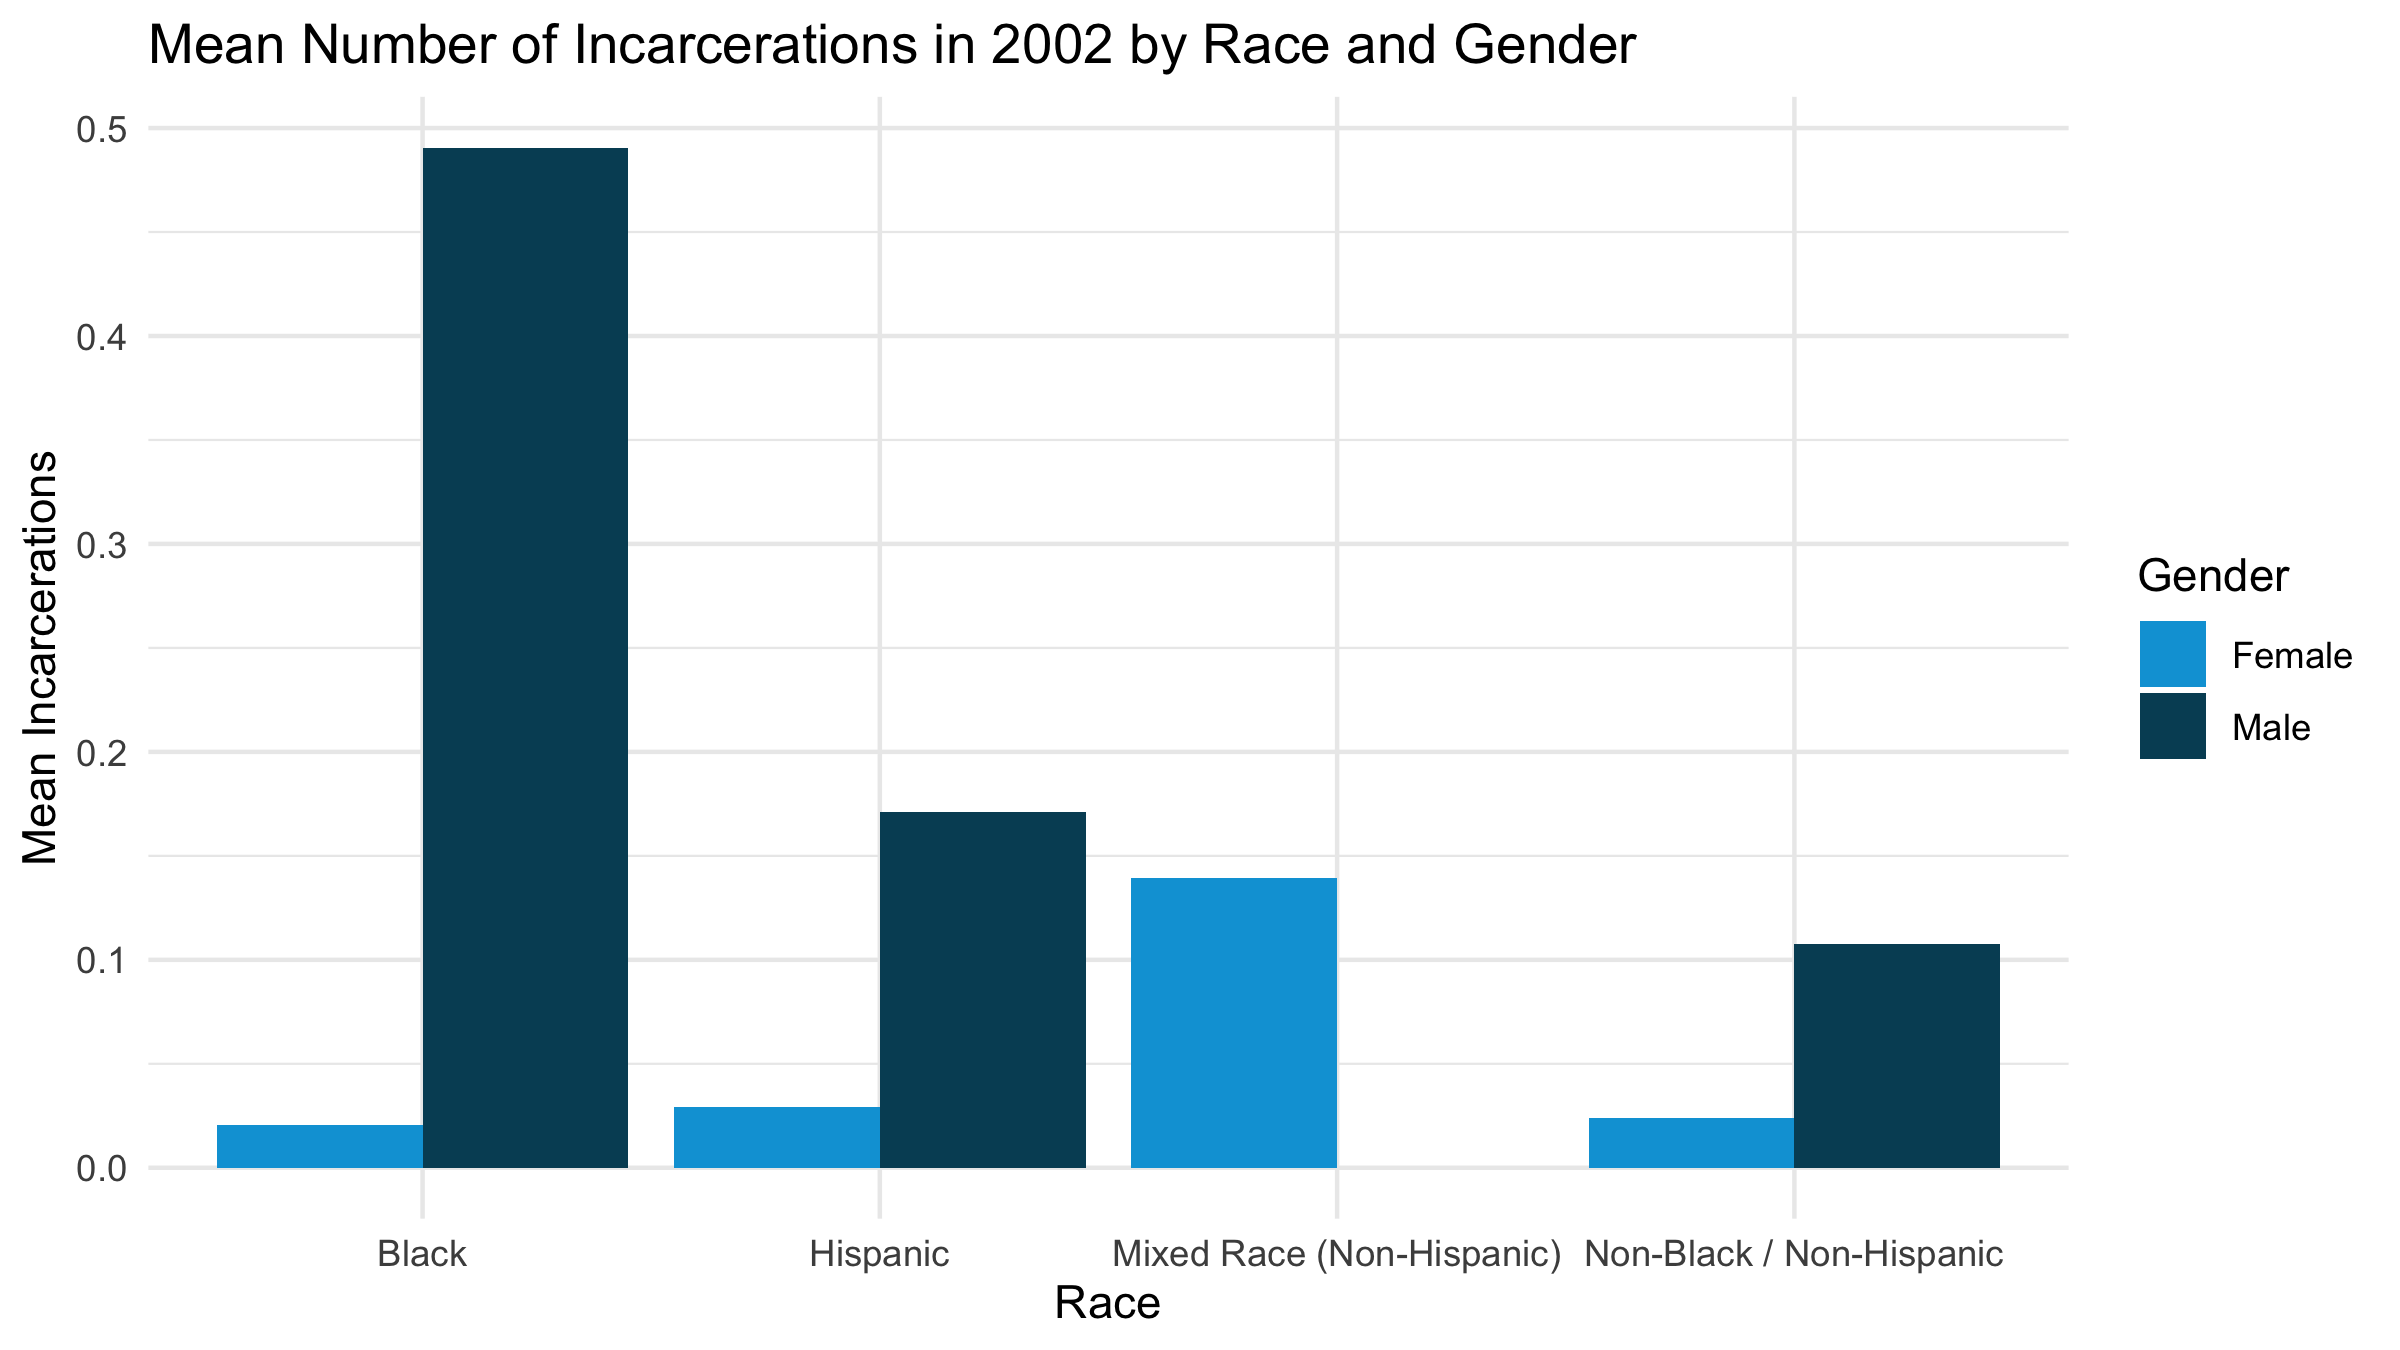 Mean Number of Incarcerations in 2002 by Race and Gender
Mean Incarcerations
0.5
0.4
0.3
0.2
0.1
0.0
Black
Hispanic
Mixed Race (Non-Hispanic)
Non-Black / Non-Hispanic
Race
Gender
Female
Male